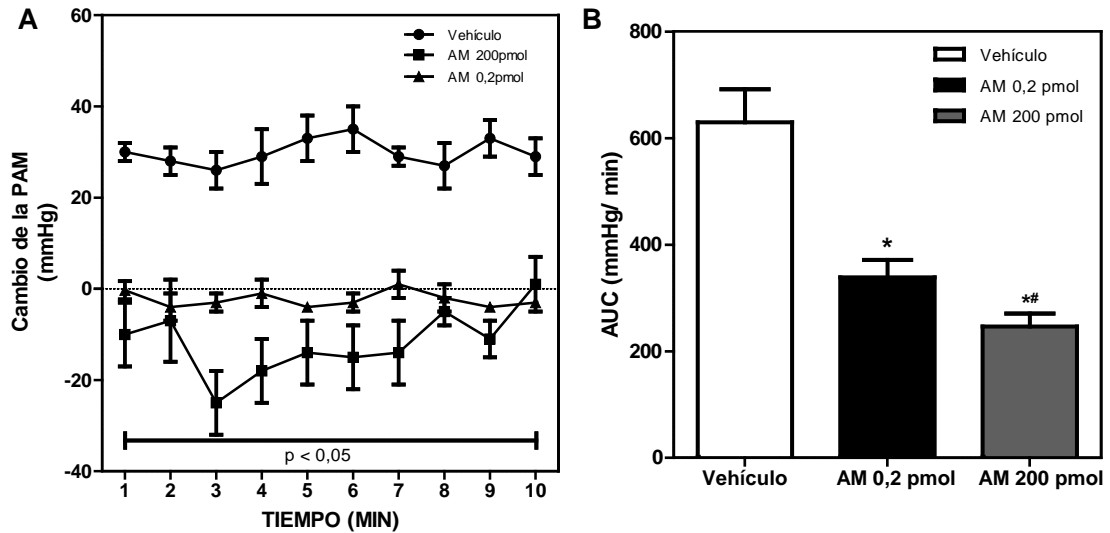 A
Cambio de la PAM
(mmHg)
60
40
20
0
-20
-40
Vehículo
AM 200pmol
AM 0,2pmol
p < 0,05
1 2 3 4 5 6 7 8 9 10
TIEMPO (MIN)
B
AUC (mmHg/ min)
800
600
400
200
0
Vehículo
AM 0,2 pmol
AM 200 pmol
*
*#
Vehículo AM 0,2 pmol AM 200 pmol